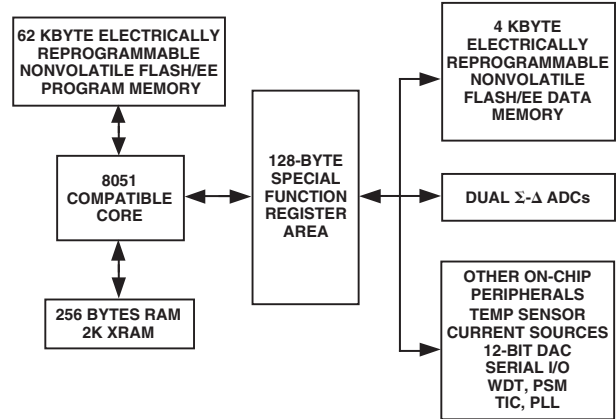 62 KBYTE ELECTRICALLY
REPROGRAMMABLE
NONVOLATILE FLASH/EE
PROGRAM MEMORY
8051
COMPATIBLE
CORE
256 BYTES RAM
2K XRAM
128-BYTE
SPECIAL
FUNCTION
REGISTER
AREA
4 KBYTE
ELECTRICALLY
REPROGRAMMABLE
NONVOLATILE
FLASH/EE DATA
MEMORY
DUAL Σ-Δ ADCs
OTHER ON-CHIP
PERIPHERALS
TEMP SENSOR
CURRENT SOURCES
12-BIT DAC
SERIAL I/O
WDT, PSM
TIC, PLL